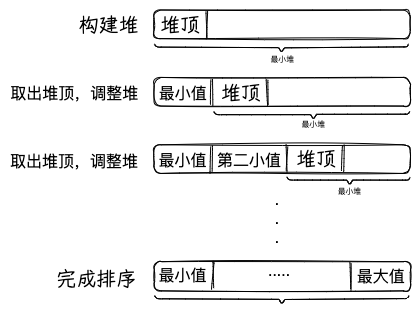 构建堆 堆顶
最小堆
取出堆顶，调整堆 最小值 堆顶
最小堆
取出堆顶，调整堆 最小值 第二小值 堆顶
最小堆
完成排序 最小值 ····· 最大值